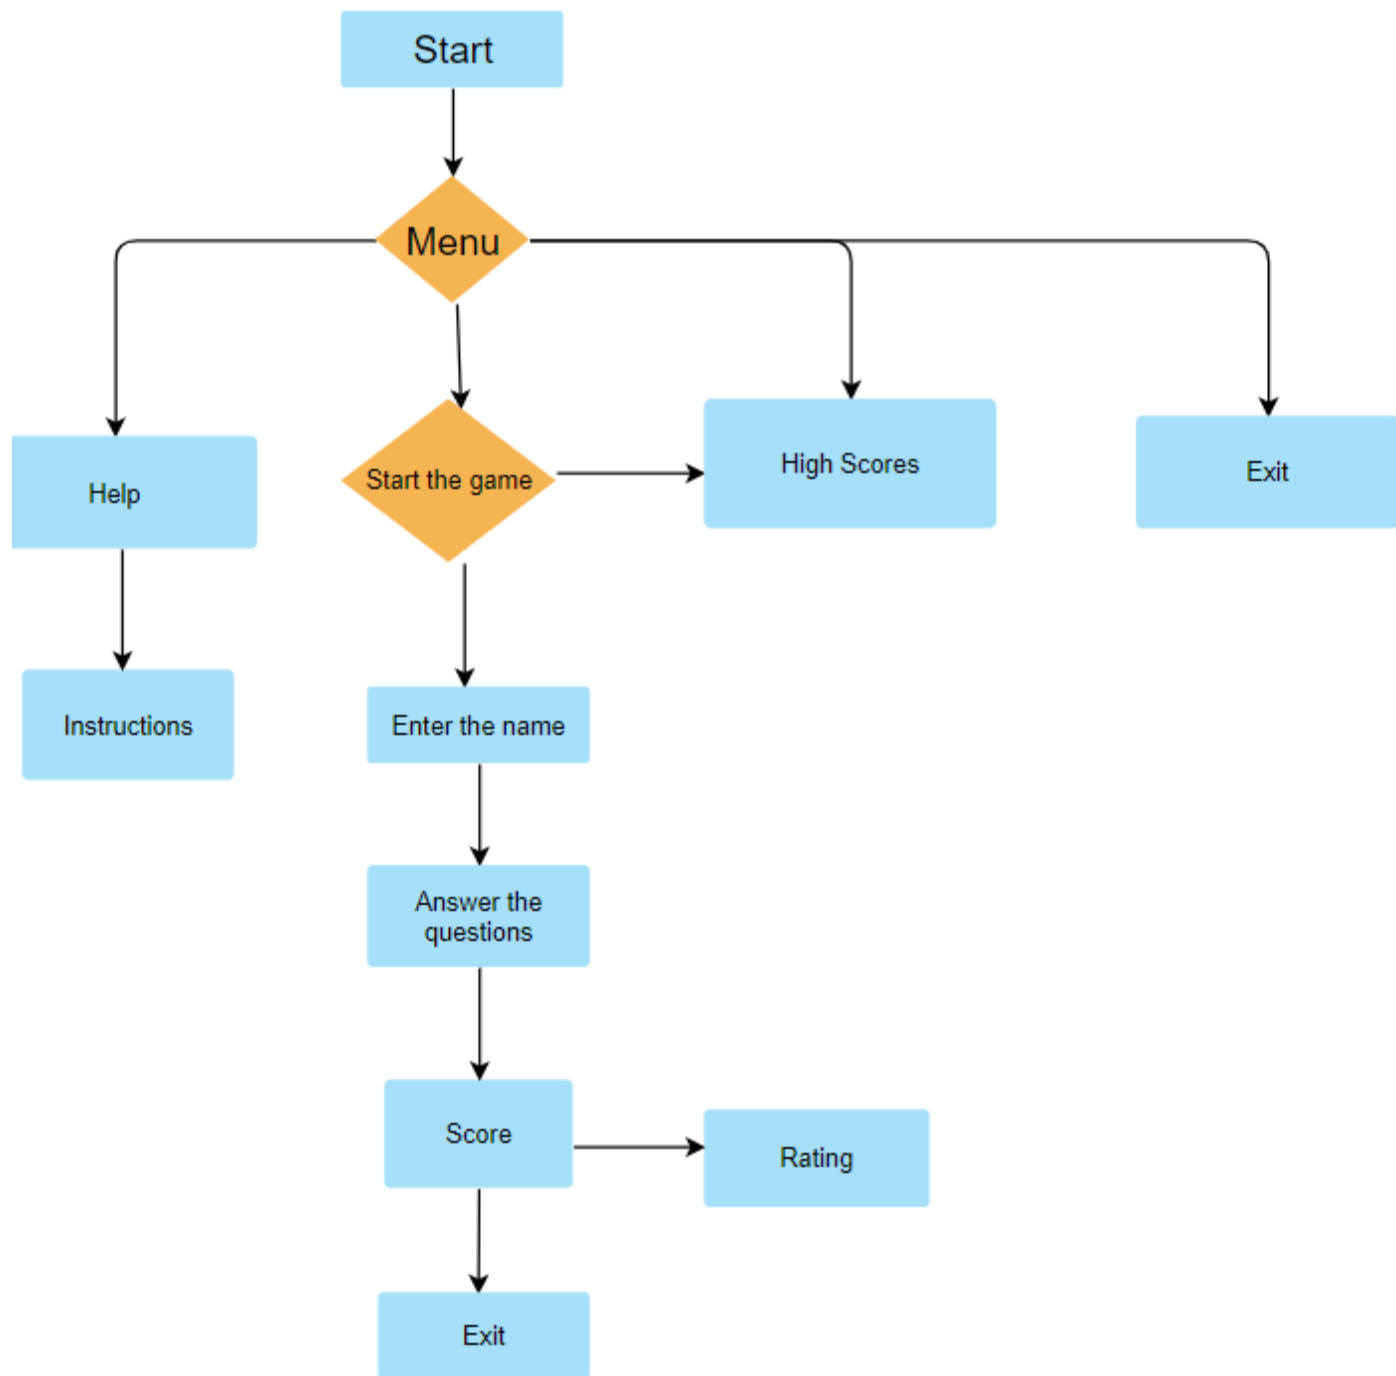 Start
Menu
Help
Start the game
High Scores
Exit
Instructions
Enter the name
Answer the
questions
Score
Rating
Exit